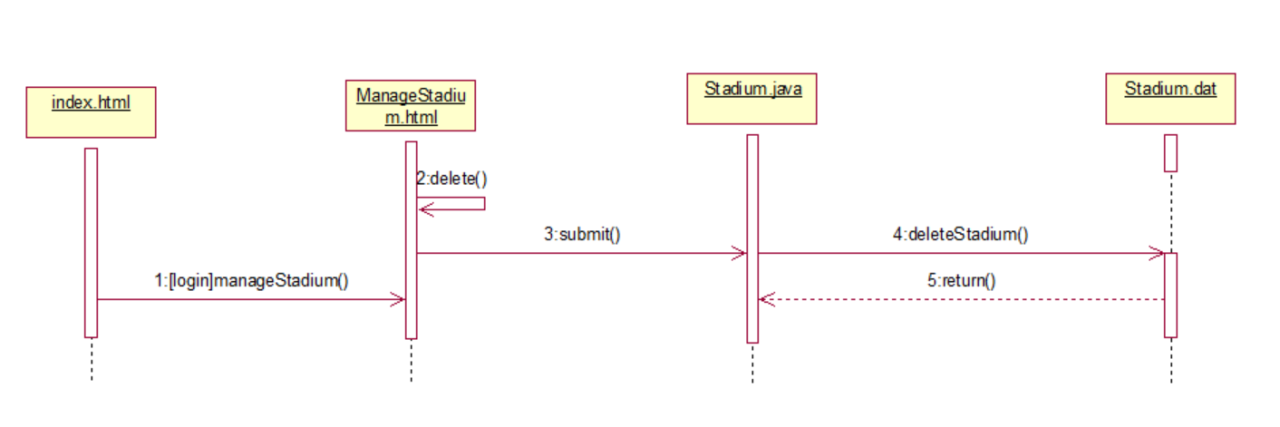 index.html
ManageStadiu
m.html
Stadium.java
Stadium.dat
2:delete()
3:submit()
4:deleteStadium()
1:[login]manageStadium()
5:return()